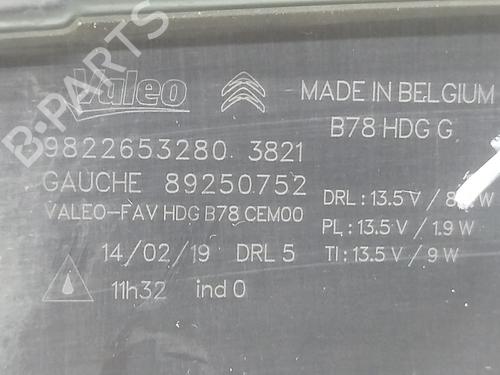 Valeo
MADE IN BELGIUM
B78 HDG G
9822653280 3821
GAUCHE 89250752
VALEO-FAV HDG B78 CEM00
14/02/19 DRL 5
11h32 ind 0
DRL : 13.5 V /
PL : 13.5 V / 1.9 W
TI : 13.5 V / 9 W
B-PARTS